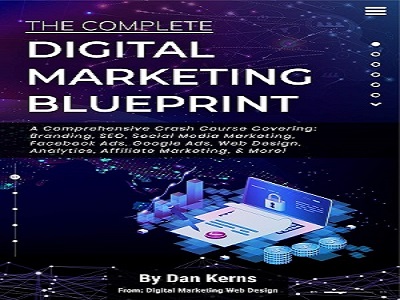 THE COMPLETE
DIGITAL
MARKETING
BLUEPRINT
A Comprehensive Crash Course Covering:
Branding, SEO, Social Media Marketing,
Facebook Ads, Google Ads, Web Design,
Analytics, Affiliate Marketing, & More!
By Dan Kerns
From: Digital Marketing Web Design